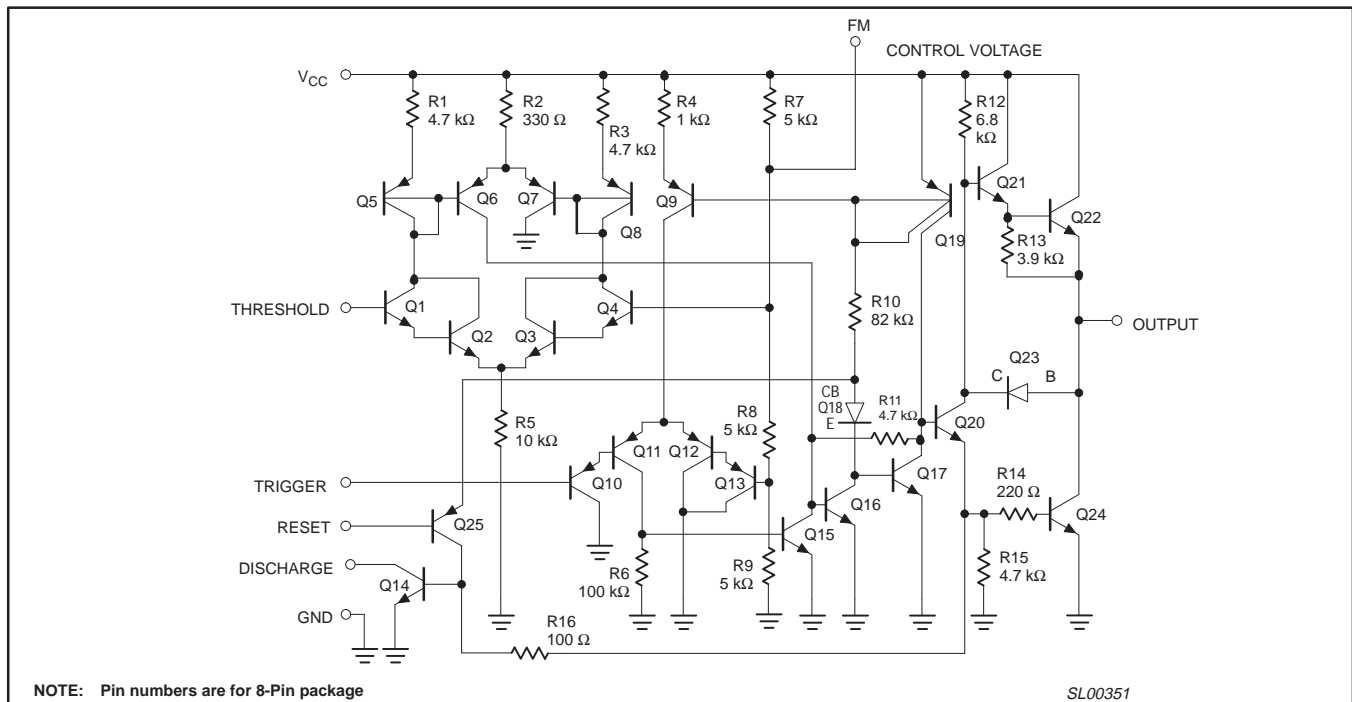 FM
CONTROL VOLTAGE
VCC
R1
4.7 kΩ
R2
330 Ω
R3
4.7 kΩ
R4
1 kΩ
R7
5 kΩ
R12
6.8
kΩ
Q5
Q6
Q7
Q8
Q9
Q19
Q21
Q22
R13
3.9 kΩ
R10
82 kΩ
THRESHOLD
Q1
Q2
Q3
Q4
OUTPUT
Q23
C
B
CB
Q18
E
R11
4.7 kΩ
Q20
R5
10 kΩ
R8
5 kΩ
Q11
Q12
Q10
Q13
Q17
Q16
R14
220 Ω
TRIGGER
RESET
Q25
Q15
Q24
DISCHARGE
Q14
R6
100 kΩ
R9
5 kΩ
R15
4.7 kΩ
GND
R16
100 Ω
NOTE: Pin numbers are for 8-Pin package
SL00351